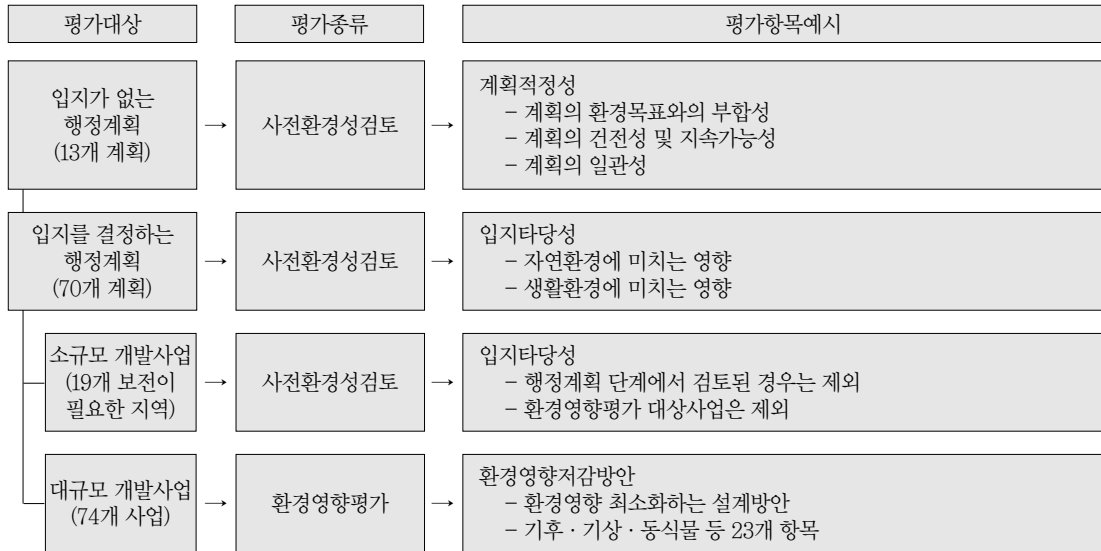 평가대상
평가종류
평가항목예시
입지가 없는
행정계획
(13개 계획)
→
사전환경성검토
→
계획적정성
– 계획의 환경목표와의 부합성
– 계획의 건전성 및 지속가능성
– 계획의 일관성
입지를 결정하는
행정계획
(70개 계획)
→
사전환경성검토
→
입지타당성
– 자연환경에 미치는 영향
– 생활환경에 미치는 영향
소규모 개발사업
(19개 보전이
필요한 지역)
→
사전환경성검토
→
입지타당성
– 행정계획 단계에서 검토된 경우는 제외
– 환경영향평가 대상사업은 제외
대규모 개발사업
(74개 사업)
→
환경영향평가
→
환경영향저감방안
– 환경영향 최소화하는 설계방안
– 기후 · 기상 · 동식물 등 23개 항목